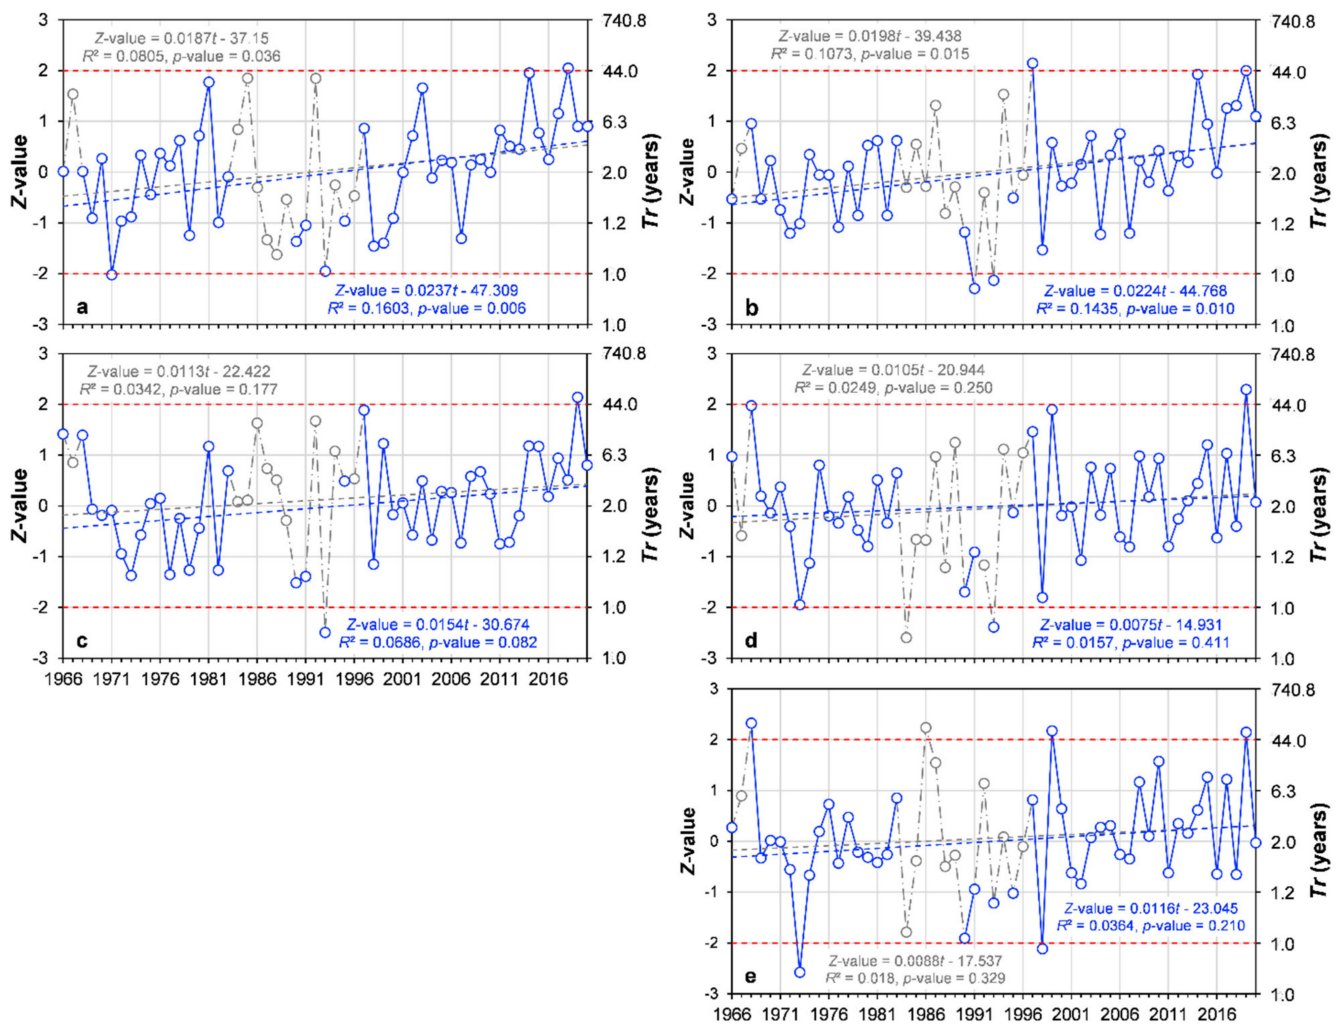 3
2
1
0
-1
-2
-3
Z-value
Z-value = 0.0187t - 37.15
R² = 0.0805, p-value = 0.036
Z-value = 0.0237t - 47.309
R² = 0.1603, p-value = 0.006
a
740.8
44.0
6.3
2.0
1.2
1.0
1.0
Tr (years)
3
2
1
0
-1
-2
-3
Z-value
Z-value = 0.0198t - 39.438
R² = 0.1073, p-value = 0.015
Z-value = 0.0224t - 44.768
R² = 0.1435, p-value = 0.010
b
740.8
44.0
6.3
2.0
1.2
1.0
1.0
Tr (years)
3
2
1
0
-1
-2
-3
Z-value
Z-value = 0.0113t - 22.422
R² = 0.0342, p-value = 0.177
Z-value = 0.0154t - 30.674
R² = 0.0686, p-value = 0.082
c
740.8
44.0
6.3
2.0
1.2
1.0
1.0
Tr (years)
1966 1971 1976 1981 1986 1991 1996 2001 2006 2011 2016
3
2
1
0
-1
-2
-3
Z-value
Z-value = 0.0105t - 20.944
R² = 0.0249, p-value = 0.250
Z-value = 0.0075t - 14.931
R² = 0.0157, p-value = 0.411
d
740.8
44.0
6.3
2.0
1.2
1.0
1.0
Tr (years)
3
2
1
0
-1
-2
-3
Z-value
Z-value = 0.0116t - 23.045
R² = 0.0364, p-value = 0.210
Z-value = 0.0088t - 17.537
R² = 0.018, p-value = 0.329
e
740.8
44.0
6.3
2.0
1.2
1.0
1.0
Tr (years)
1966 1971 1976 1981 1986 1991 1996 2001 2006 2011 2016